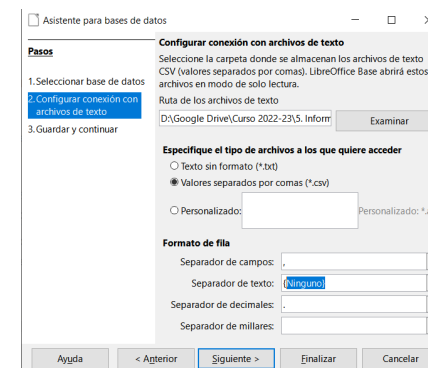 Asistente para bases de datos
Pasos
1.Seleccionar base de datos
2.Configurar conexión con
archivos de texto
3.Guardar y continuar
Configurar conexión con archivos de texto
Seleccione la carpeta donde se almacenan los archivos de texto
CSV (valores separados por comas). LibreOffice Base abrirá estos
archivos en modo de solo lectura.
Ruta de los archivos de texto
D:\Google Drive\Curso 2022-23\5. Inform
Examinar
Especifique el tipo de archivos a los que quiere acceder
Texto sin formato (*.txt)
Valores separados por comas (*.csv)
Personalizado:
Personalizado: *.
Formato de fila
Separador de campos: ,
Separador de texto: (Ninguno)
Separador de decimales: .
Separador de millares:
Ayuda
< Anterior
Siguiente >
Finalizar
Cancelar